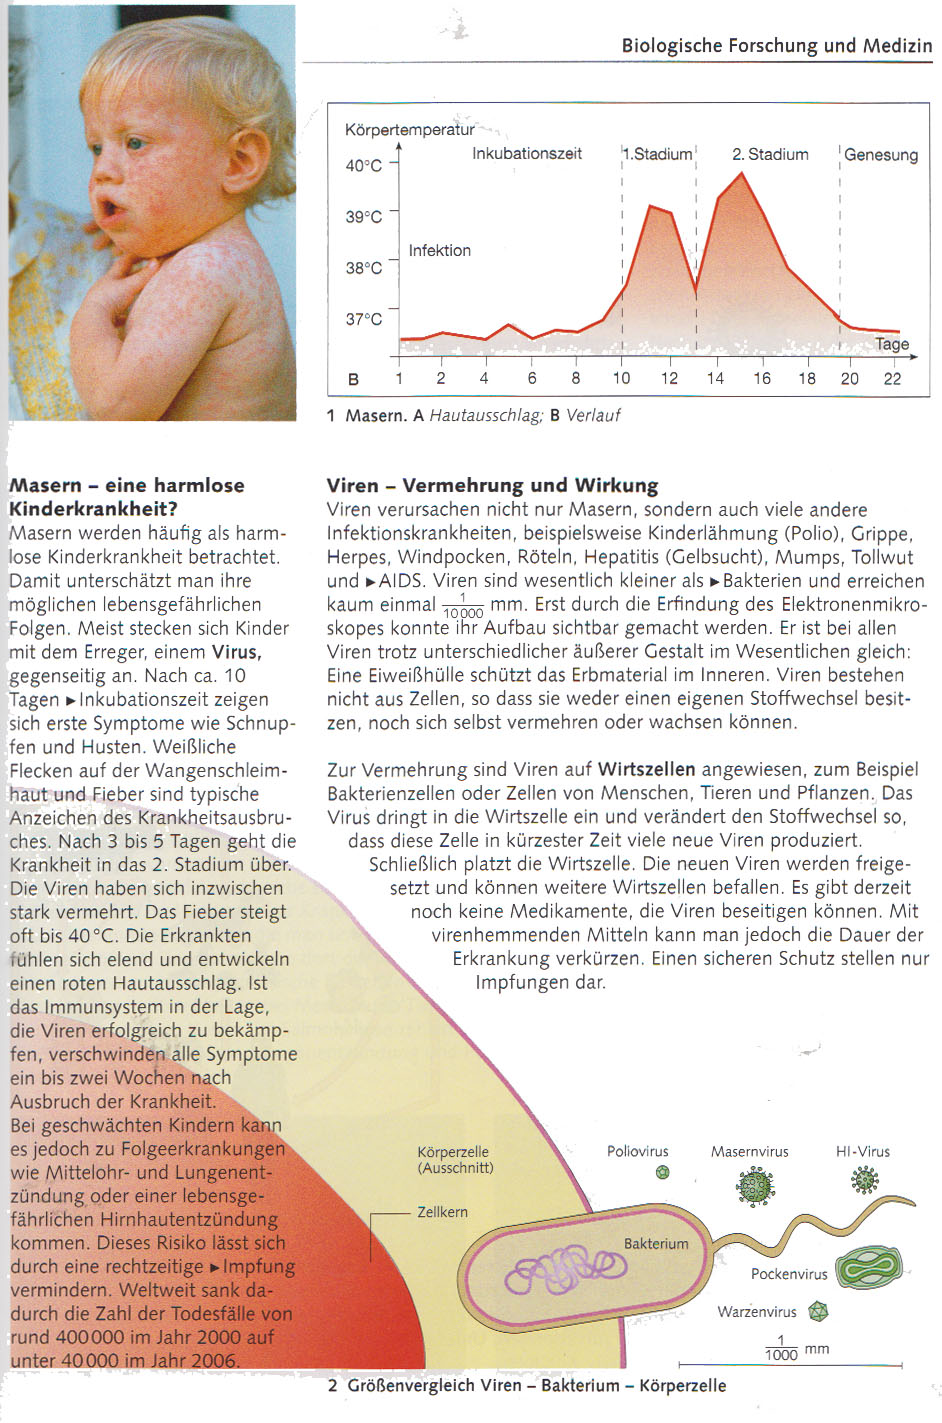 Biologische Forschung und Medizin
Körpertemperatur
Inkubationszeit
1.Stadium
2. Stadium
Genesung
40°C
39°C
Infektion
38°C
37°C
Tage
B 1 2 4 6 8 10 12 14 16 18 20 22
1 Masern. A Hautausschlag; B Verlauf
Masern – eine harmlose
Kinderkrankheit?
Masern werden häufig als harm-
lose Kinderkrankheit betrachtet.
Damit unterschätzt man ihre
möglichen lebensgefährlichen
Folgen. Meist stecken sich Kinder
mit dem Erreger, einem Virus,
gegenseitig an. Nach ca. 10
Tagen ▸Inkubationszeit zeigen
sich erste Symptome wie Schnup-
fen und Husten. Weißliche
Flecken auf der Wangenschleim-
haut und Fieber sind typische
Anzeichen des Krankheitsausbru-
ches. Nach 3 bis 5 Tagen geht die
Krankheit in das 2. Stadium über.
Die Viren haben sich inzwischen
stark vermehrt. Das Fieber steigt
oft bis 40°C. Die Erkrankten
fühlen sich elend und entwickeln
einen roten Hautausschlag. Ist
das Immunsystem in der Lage,
die Viren erfolgreich zu bekämp-
fen, verschwinden alle Symptome
ein bis zwei Wochen nach
Ausbruch der Krankheit.
Bei geschwächten Kindern kann
es jedoch zu Folgeerkrankungen
wie Mittelohr- und Lungenent-
zündung oder einer lebensge-
fährlichen Hirnhautentzündung
kommen. Dieses Risiko lässt sich
durch eine rechtzeitige ▸Impfung
vermindern. Weltweit sank da-
durch die Zahl der Todesfälle von
rund 400000 im Jahr 2000 auf
unter 40000 im Jahr 2006.
Viren – Vermehrung und Wirkung
Viren verursachen nicht nur Masern, sondern auch viele andere
Infektionskrankheiten, beispielsweise Kinderlähmung (Polio), Grippe,
Herpes, Windpocken, Röteln, Hepatitis (Gelbsucht), Mumps, Tollwut
und ▸AIDS. Viren sind wesentlich kleiner als ▸Bakterien und erreichen
kaum einmal 1/10000 mm. Erst durch die Erfindung des Elektronenmikro-
skopes konnte ihr Aufbau sichtbar gemacht werden. Er ist bei allen
Viren trotz unterschiedlicher äußerer Gestalt im Wesentlichen gleich:
Eine Eiweißhülle schützt das Erbmaterial im Inneren. Viren bestehen
nicht aus Zellen, so dass sie weder einen eigenen Stoffwechsel besit-
zen, noch sich selbst vermehren oder wachsen können.
Zur Vermehrung sind Viren auf Wirtszellen angewiesen, zum Beispiel
Bakterienzellen oder Zellen von Menschen, Tieren und Pflanzen. Das
Virus dringt in die Wirtszelle ein und verändert den Stoffwechsel so,
dass diese Zelle in kürzester Zeit viele neue Viren produziert.
Schließlich platzt die Wirtszelle. Die neuen Viren werden freige-
setzt und können weitere Wirtszellen befallen. Es gibt derzeit
noch keine Medikamente, die Viren beseitigen können. Mit
virenhemmenden Mitteln kann man jedoch die Dauer der
Erkrankung verkürzen. Einen sicheren Schutz stellen nur
Impfungen dar.
Körperzelle
(Ausschnitt)
Zellkern
Poliovirus
Masernvirus
HI-Virus
Bakterium
Pockenvirus
Warzenvirus
1/1000 mm
2 Größenvergleich Viren – Bakterium – Körperzelle